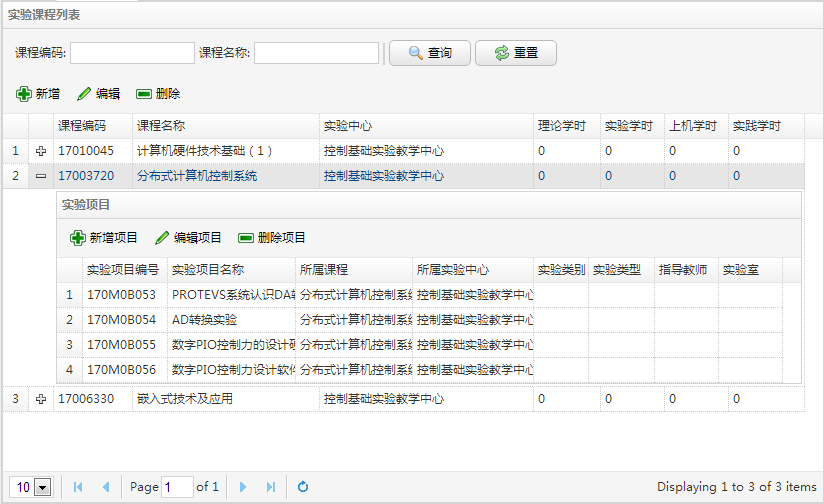 实验课程列表
课程编码: 课程名称: 查询 重置
新增 编辑 删除
课程编码 课程名称 实验中心 理论学时 实验学时 上机学时 实践学时
1 17010045 计算机硬件技术基础（1） 控制基础实验教学中心 0 0 0 0
2 17003720 分布式计算机控制系统 控制基础实验教学中心 0 0 0 0
实验项目
新增项目 编辑项目 删除项目
实验项目编号 实验项目名称 所属课程 所属实验中心 实验类别 实验类型 指导教师 实验室
1 170M0B053 PROTEVS系统认识DA转 分布式计算机控制系统 控制基础实验教学中心
2 170M0B054 AD转换实验 分布式计算机控制系统 控制基础实验教学中心
3 170M0B055 数字PIO控制力的设计硬 分布式计算机控制系统 控制基础实验教学中心
4 170M0B056 数字PIO控制力设计软件 分布式计算机控制系统 控制基础实验教学中心
3 17006330 嵌入式技术及应用 控制基础实验教学中心 0 0 0 0
10 Page 1 of 1 Displaying 1 to 3 of 3 items